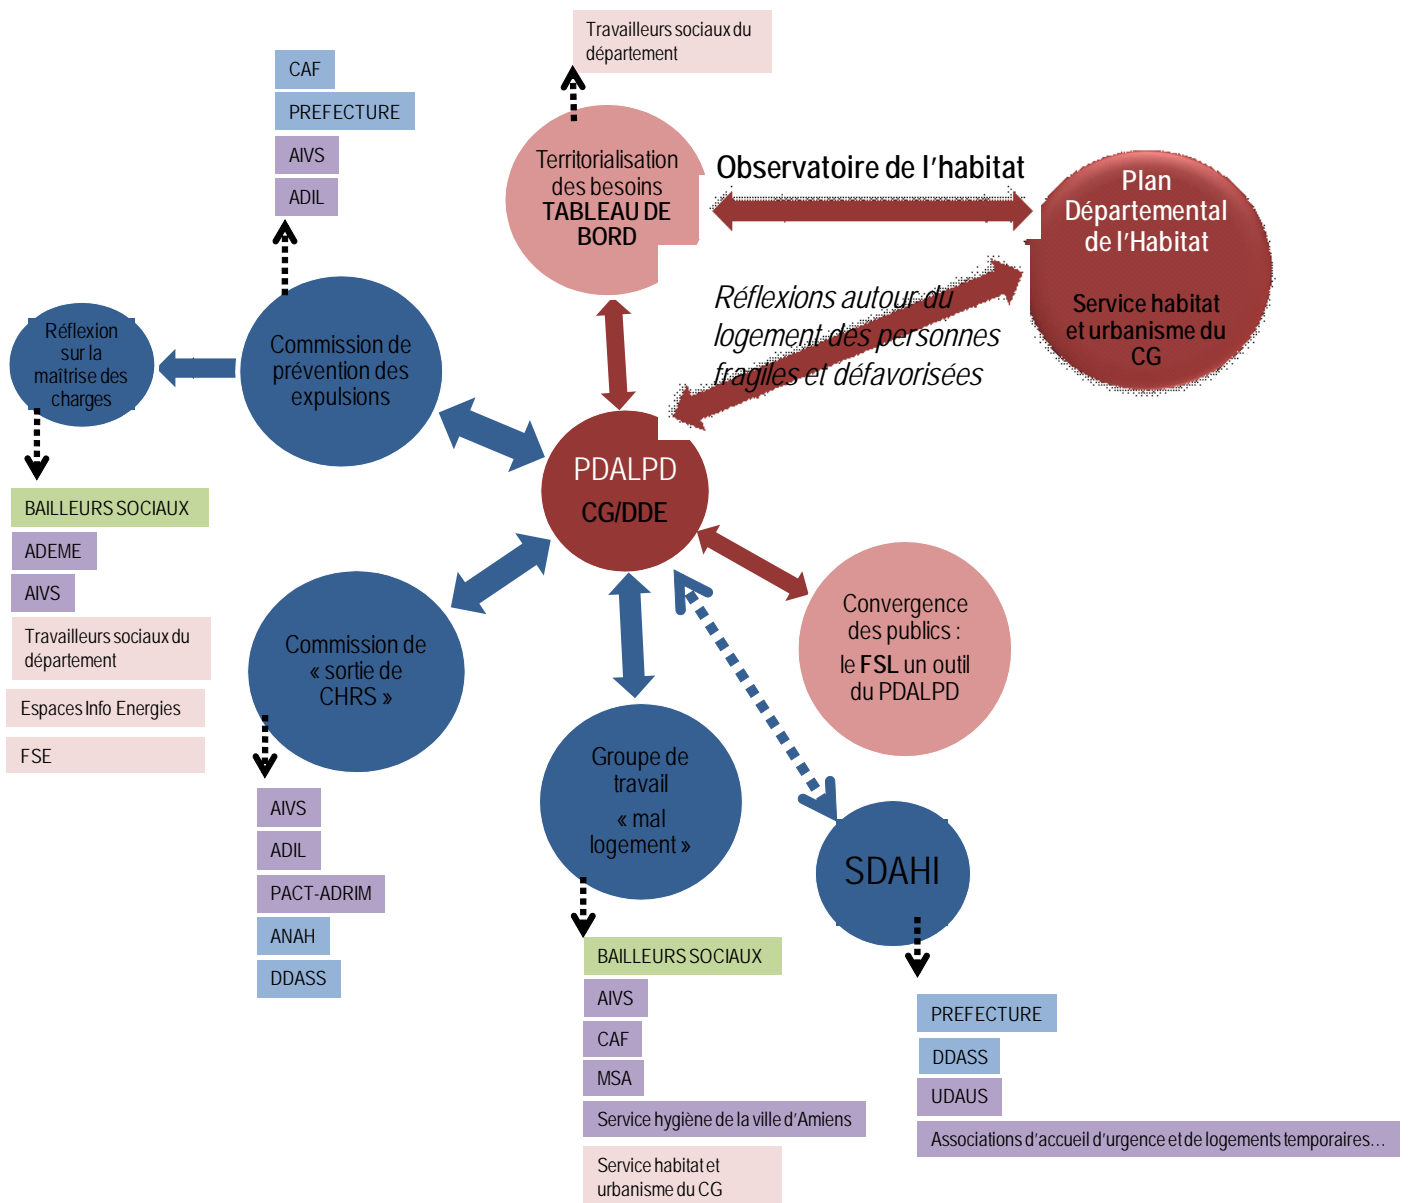 Travailleurs sociaux du
département
CAF
PREFECTURE
AIVS
ADIL
Territorialisation
des besoins
TABLEAU DE
BORD
Observatoire de l'habitat
Plan
Départemental
de l'Habitat
Service habitat
et urbanisme du
CG
Réflexions autour du
logement des personnes
fragiles et défavorisées
Réflexion
sur la
maîtrise des
charges
Commission de
prévention des
expulsions
PDALPD
CG/DDE
BAILLEURS SOCIAUX
ADEME
AIVS
Travailleurs sociaux du
département
Espaces Info Energies
FSE
Commission de
« sortie de
CHRS »
Convergence
des publics :
le FSL un outil
du PDALPD
Groupe de
travail
« mal
logement »
SDAHI
AIVS
ADIL
PACT-ADRIM
ANAH
DDASS
BAILLEURS SOCIAUX
AIVS
CAF
MSA
Service hygiène de la ville d'Amiens
Service habitat et
urbanisme du CG
PREFECTURE
DDASS
UDAUS
Associations d'accueil d'urgence et de logements temporaires…